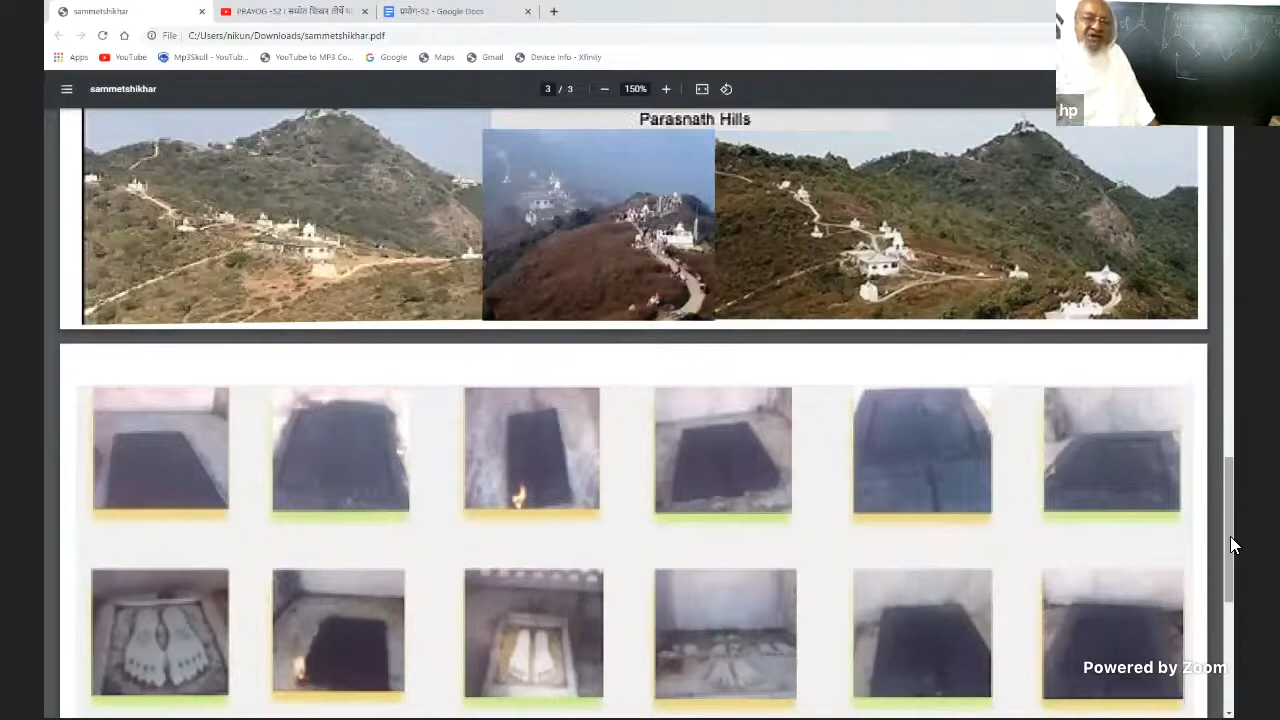 sammetshikhar
PRAYOG -52 । सम्मेत शिखर तीर्थे
प्रयोग-52 - Google Docs
File
C:/Users/nikun/Downloads/sammetshikhar.pdf
Apps
YouTube
Mp3Skull - YouTub...
YouTube to MP3 Co...
Google
Maps
Gmail
Device Info - Xfinity
sammetshikhar
3 / 3
150%
hp
Parasnath Hills
Powered by Zoom